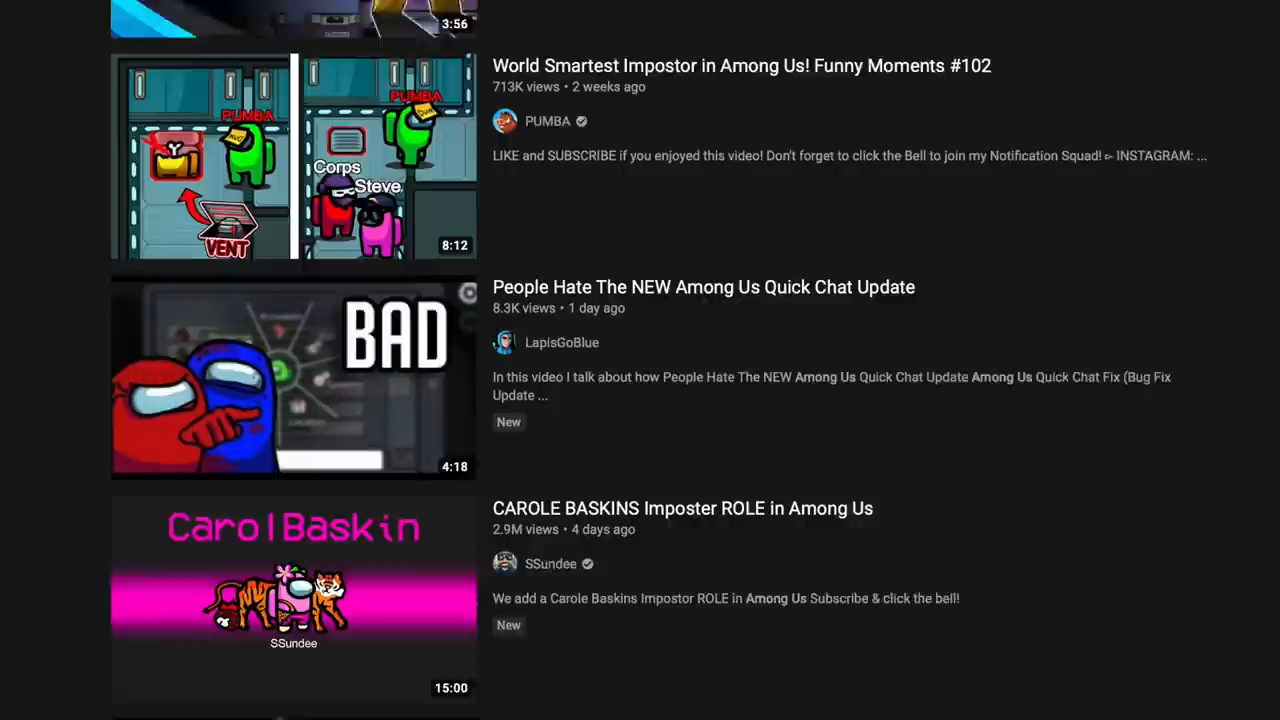 3:56
World Smartest Impostor in Among Us! Funny Moments #102
713K views • 2 weeks ago
PUMBA
LIKE and SUBSCRIBE if you enjoyed this video! Don't forget to click the Bell to join my Notification Squad! ▻ INSTAGRAM: ...
PUMBA
PUMBA
Corps
Steve
VENT
8:12
People Hate The NEW Among Us Quick Chat Update
8.3K views • 1 day ago
LapisGoBlue
In this video I talk about how People Hate The NEW Among Us Quick Chat Update Among Us Quick Chat Fix (Bug Fix
Update ...
New
BAD
4:18
CAROLE BASKINS Imposter ROLE in Among Us
2.9M views • 4 days ago
SSundee
We add a Carole Baskins Impostor ROLE in Among Us Subscribe & click the bell!
New
CarolBaskin
SSundee
15:00